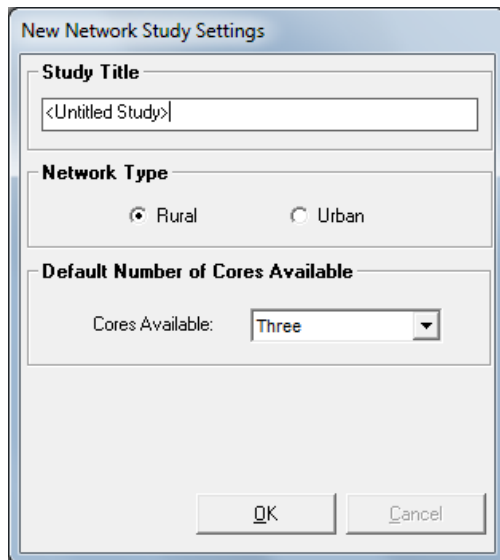 New Network Study Settings
Study Title
<Untitled Study>
Network Type
Rural Urban
Default Number of Cores Available
Cores Available: Three
OK Cancel